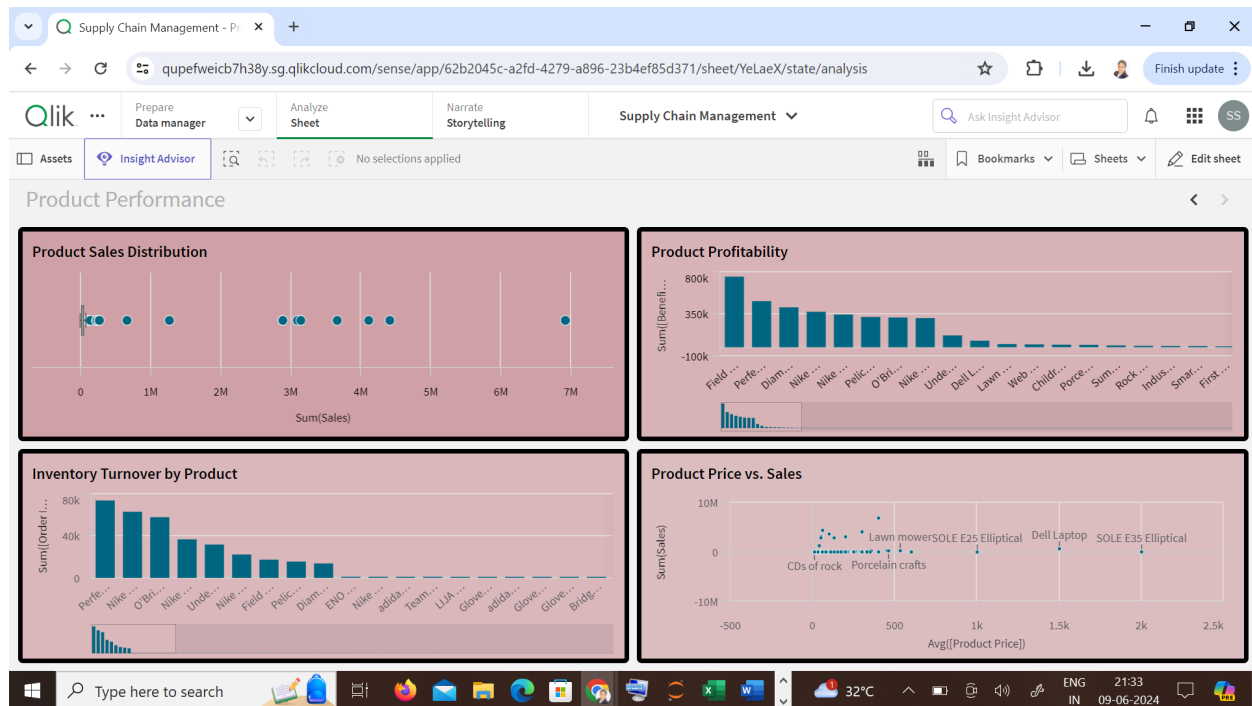 Supply Chain Management - Pr
qupefweicb7h38y.sg.qlikcloud.com/sense/app/62b2045c-a2fd-4279-a896-23b4ef85d371/sheet/YeLaeX/state/analysis
Finish update
Qlik
Prepare
Data manager
Analyze
Sheet
Narrate
Storytelling
Supply Chain Management
Ask Insight Advisor
SS
Assets
Insight Advisor
No selections applied
Bookmarks
Sheets
Edit sheet
Product Performance
Product Sales Distribution
0 1M 2M 3M 4M 5M 6M 7M
Sum(Sales)
Product Profitability
Sum([Benefi...
800k
350k
-100k
Field ... Perfe... Diam... Nike ... Nike ... Pelic... O'Bri... Nike ... Unde... Dell L... Lawn ... Web ... Childr... Porce... Sum... Rock ... Indus... Smar... First ...
Inventory Turnover by Product
Sum([Order I...
80k
40k
0
Perfe... Nike ... O'Bri... Nike ... Unde... Nike ... Field ... Pelic... Diam... ENO ... Nike ... adida... Team... LIJA ... Glove... adida... Glove... Glove... Bridg...
Product Price vs. Sales
Sum(Sales)
10M
0
-10M
Lawn mower SOLE E25 Elliptical Dell Laptop SOLE E35 Elliptical
CDs of rock Porcelain crafts
-500 0 500 1k 1.5k 2k 2.5k
Avg([Product Price])
Type here to search
1
32°C
ENG
IN
21:33
09-06-2024
PRE